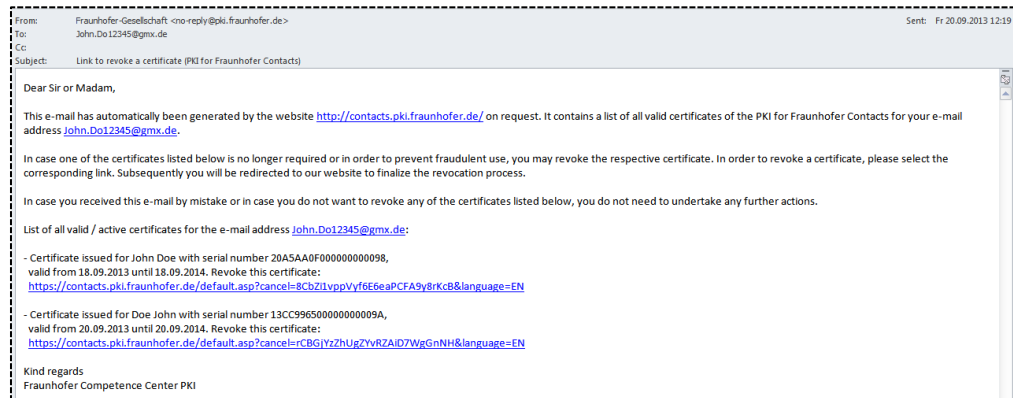 From: Fraunhofer-Gesellschaft <no-reply@pki.fraunhofer.de> Sent: Fr 20.09.2013 12:19
To: John.Do12345@gmx.de
Cc:
Subject: Link to revoke a certificate (PKI for Fraunhofer Contacts)
Dear Sir or Madam,
This e-mail has automatically been generated by the website http://contacts.pki.fraunhofer.de/ on request. It contains a list of all valid certificates of the PKI for Fraunhofer Contacts for your e-mail
address John.Do12345@gmx.de.
In case one of the certificates listed below is no longer required or in order to prevent fraudulent use, you may revoke the respective certificate. In order to revoke a certificate, please select the
corresponding link. Subsequently you will be redirected to our website to finalize the revocation process.
In case you received this e-mail by mistake or in case you do not want to revoke any of the certificates listed below, you do not need to undertake any further actions.
List of all valid / active certificates for the e-mail address John.Do12345@gmx.de:
- Certificate issued for John Doe with serial number 20A5AA0F000000000098,
valid from 18.09.2013 until 18.09.2014. Revoke this certificate:
https://contacts.pki.fraunhofer.de/default.asp?cancel=8CbZi1vppVyf6E6eaPCFA9y8rKcB&language=EN
- Certificate issued for Doe John with serial number 13CC996500000000009A,
valid from 20.09.2013 until 20.09.2014. Revoke this certificate:
https://contacts.pki.fraunhofer.de/default.asp?cancel=rCBGjYzZhUgZYvRZAiD7WgGnNH&language=EN
Kind regards
Fraunhofer Competence Center PKI